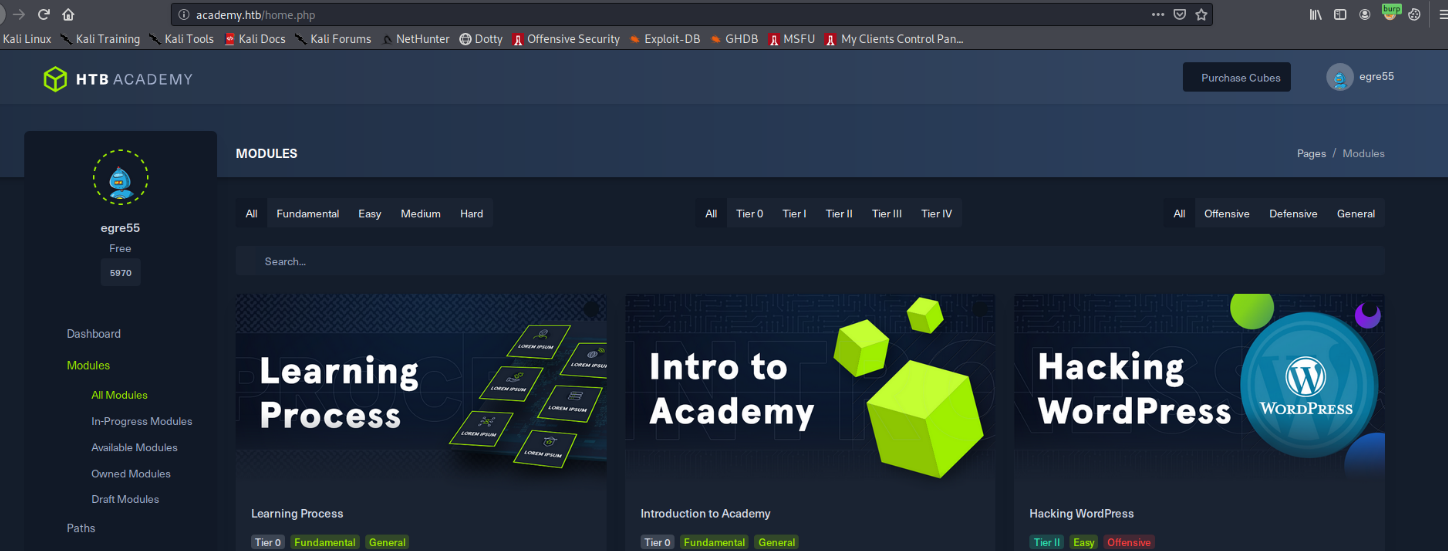 academy.htb/home.php
burp
Kali Linux Kali Training Kali Tools Kali Docs Kali Forums NetHunter Dotty Offensive Security Exploit-DB GHDB MSFU My Clients Control Pan...
HTB ACADEMY
Purchase Cubes
egre55
MODULES
Pages / Modules
All Fundamental Easy Medium Hard
All Tier 0 Tier I Tier II Tier III Tier IV
All Offensive Defensive General
Search...
egre55
Free
5970
Dashboard
Modules
All Modules
In-Progress Modules
Available Modules
Owned Modules
Draft Modules
Paths
Learning
Process
LOREM IPSUM
LOREM IPSUM
LOREM IPSUM
LOREM IPSUM
LOREM IPSUM
LOREM IPSUM
Learning Process
Tier 0 Fundamental General
Intro to
Academy
Introduction to Academy
Tier 0 Fundamental General
Hacking
WordPress
WORDPRESS
Hacking WordPress
Tier II Easy Offensive